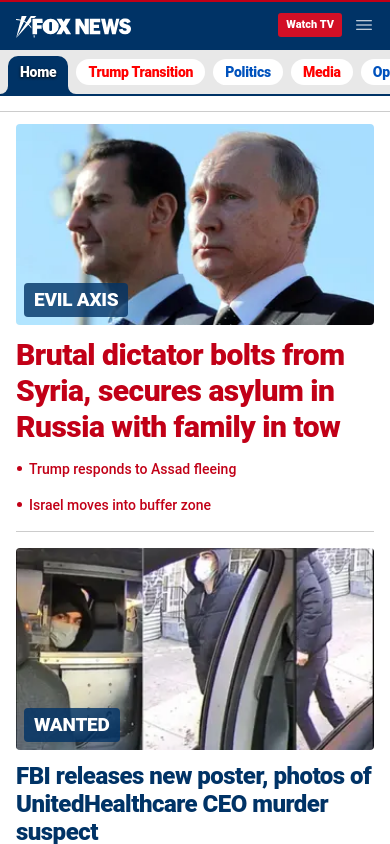 FOX NEWS
Watch TV
Home
Trump Transition
Politics
Media
Op
EVIL AXIS
Brutal dictator bolts from
Syria, secures asylum in
Russia with family in tow
• Trump responds to Assad fleeing
• Israel moves into buffer zone
WANTED
FBI releases new poster, photos of
UnitedHealthcare CEO murder
suspect